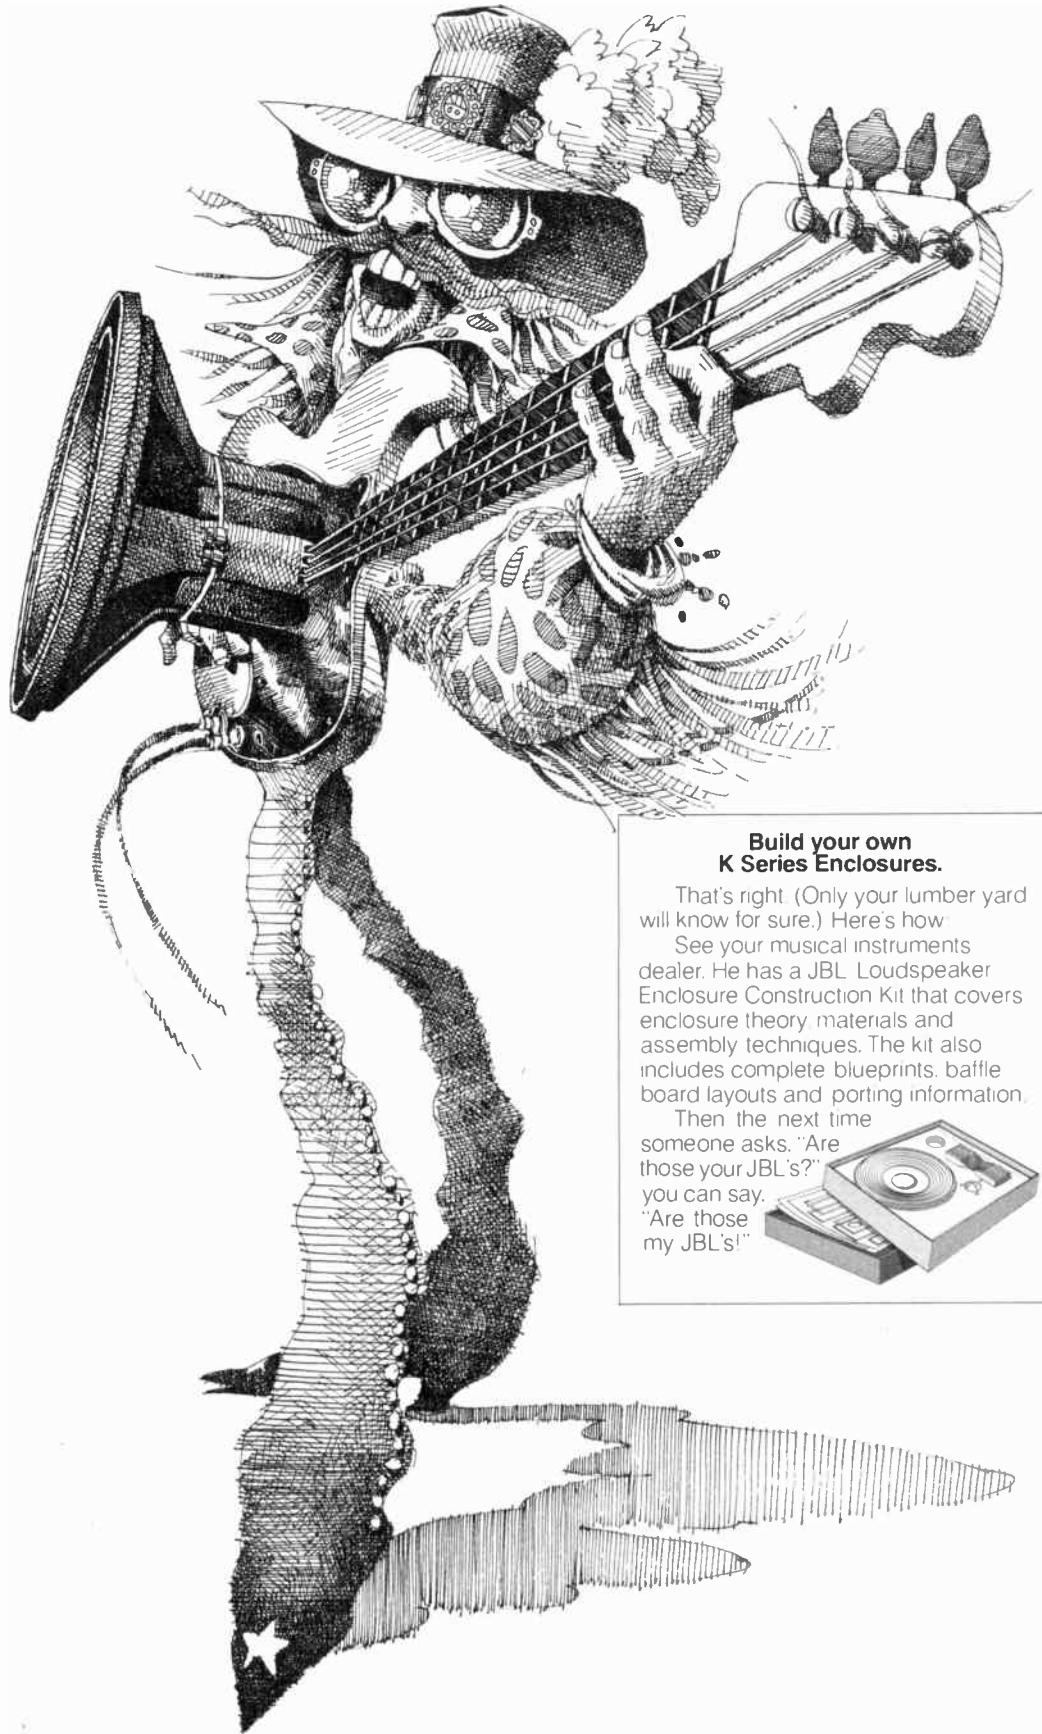 Build your own
K Series Enclosures.
That's right. (Only your lumber yard
will know for sure.) Here's how
See your musical instruments
dealer. He has a JBL Loudspeaker
Enclosure Construction Kit that covers
enclosure theory, materials and
assembly techniques. The kit also
includes complete blueprints, baffle
board layouts and porting information.
Then the next time
someone asks. "Are
those your JBL's?"
you can say.
"Are those
my JBL's!"